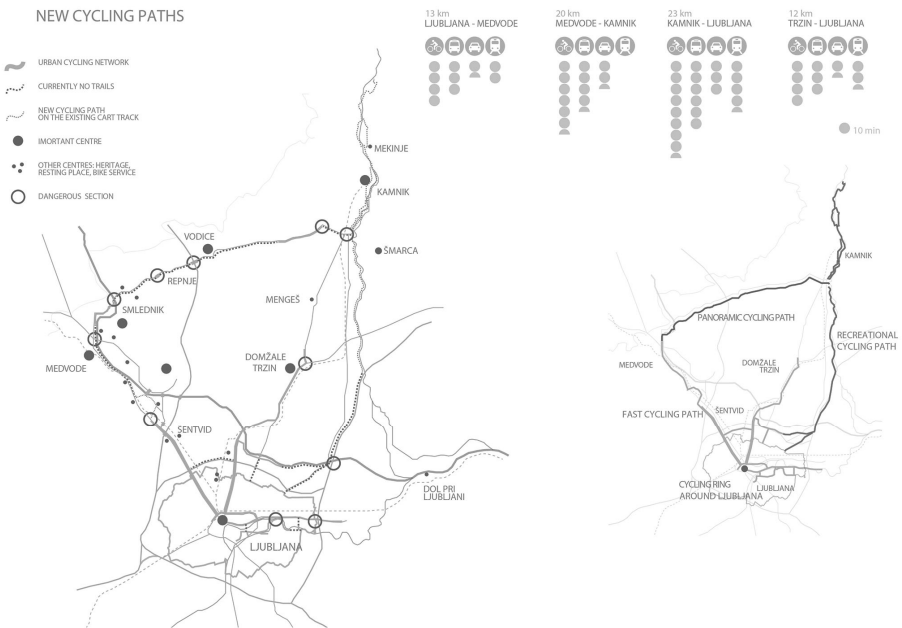 NEW CYCLING PATHS
URBAN CYCLING NETWORK
CURRENTLY NO TRAILS
NEW CYCLING PATH
ON THE EXISTING CART TRACK
IMORTANT CENTRE
OTHER CENTRES: HERITAGE,
RESTING PLACE, BIKE SERVICE
DANGEROUS SECTION
13 km
LJUBLJANA - MEDVODE
20 km
MEDVODE - KAMNIK
23 km
KAMNIK - LJUBLJANA
12 km
TRZIN - LJUBLJANA
10 min
MEKINJE
KAMNIK
VODICE
ŠMARCA
REPNJE
MENGEŠ
SMLEDNIK
MEDVODE
DOMŽALE
TRZIN
ŠENTVID
DOL PRI
LJUBLJANI
LJUBLJANA
KAMNIK
PANORAMIC CYCLING PATH
RECREATIONAL
CYCLING PATH
MEDVODE
DOMŽALE
TRZIN
FAST CYCLING PATH
ŠENTVID
CYCLING RING
AROUND LJUBLJANA
LJUBLJANA